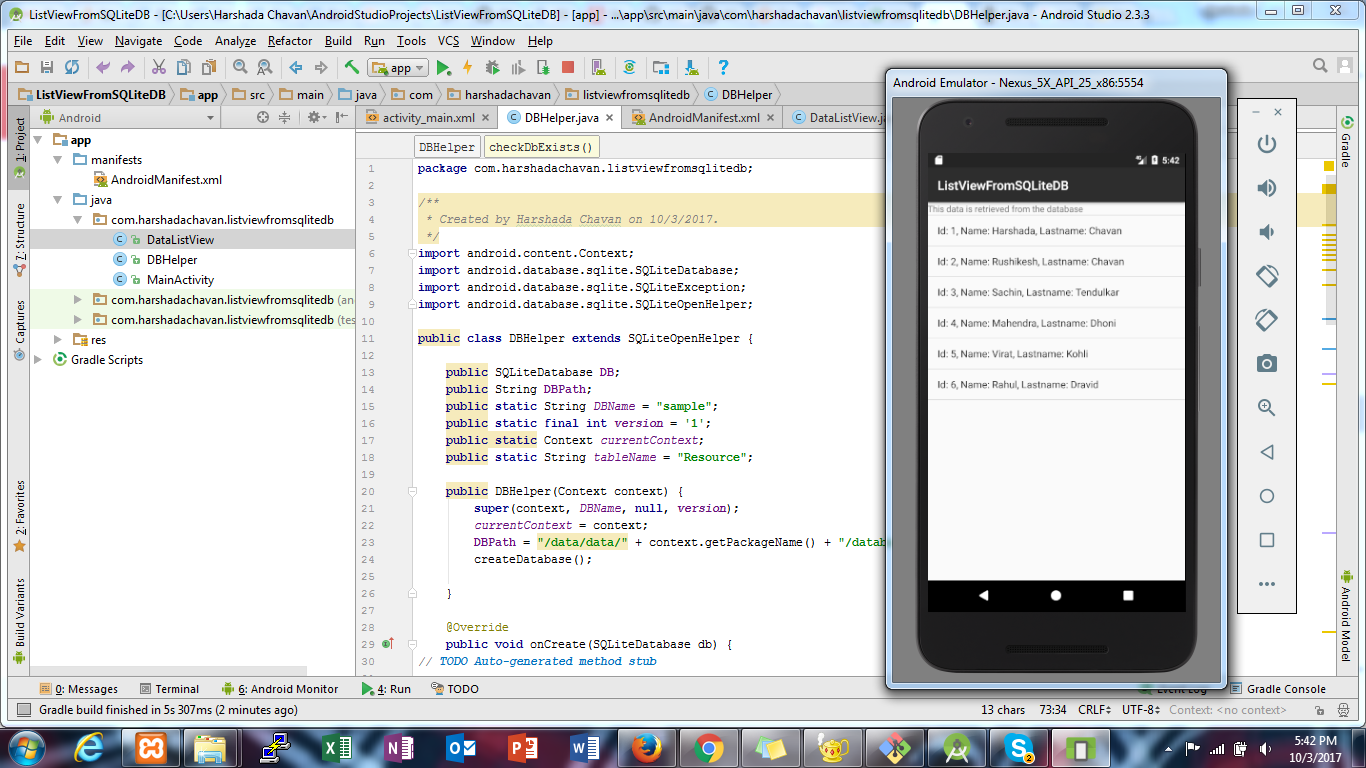 ListViewFromSQLiteDB - [C:\Users\Harshada Chavan\AndroidStudioProjects\ListViewFromSQLiteDB] - [app] - ...\app\src\main\java\com\harshadachavan\listviewfromsqlitedb\DBHelper.java - Android Studio 2.3.3
File Edit View Navigate Code Analyze Refactor Build Run Tools VCS Window Help
app
ListViewFromSQLiteDB app src main java com harshadachavan listviewfromsqlitedb DBHelper
Android
activity_main.xml DBHelper.java AndroidManifest.xml DataListView.j
1: Project
7: Structure
Captures
2: Favorites
Build Variants
app
manifests
AndroidManifest.xml
java
com.harshadachavan.listviewfromsqlitedb
DataListView
DBHelper
MainActivity
com.harshadachavan.listviewfromsqlitedb (an
com.harshadachavan.listviewfromsqlitedb (tes
res
Gradle Scripts
DBHelper checkDbExists()
1 package com.harshadachavan.listviewfromsqlitedb;
2
3 /**
4 * Created by Harshada Chavan on 10/3/2017.
5 */
6 import android.content.Context;
7 import android.database.sqlite.SQLiteDatabase;
8 import android.database.sqlite.SQLiteException;
9 import android.database.sqlite.SQLiteOpenHelper;
10
11 public class DBHelper extends SQLiteOpenHelper {
12
13 public SQLiteDatabase DB;
14 public String DBPath;
15 public static String DBName = "sample";
16 public static final int version = '1';
17 public static Context currentContext;
18 public static String tableName = "Resource";
19
20 public DBHelper(Context context) {
21 super(context, DBName, null, version);
22 currentContext = context;
23 DBPath = "/data/data/" + context.getPackageName() + "/datab
24 createDatabase();
25
26 }
27
28 @Override
29 public void onCreate(SQLiteDatabase db) {
30 // TODO Auto-generated method stub
Android Emulator - Nexus_5X_API_25_x86:5554
5:42
ListViewFromSQLiteDB
This data is retrieved from the database
Id: 1, Name: Harshada, Lastname: Chavan
Id: 2, Name: Rushikesh, Lastname: Chavan
Id: 3, Name: Sachin, Lastname: Tendulkar
Id: 4, Name: Mahendra, Lastname: Dhoni
Id: 5, Name: Virat, Lastname: Kohli
Id: 6, Name: Rahul, Lastname: Dravid
Gradle
Android Model
0: Messages Terminal 6: Android Monitor 4: Run TODO Event Log Gradle Console
Gradle build finished in 5s 307ms (2 minutes ago) 13 chars 73:34 CRLF UTF-8 Context: <no context>
5:42 PM
10/3/2017